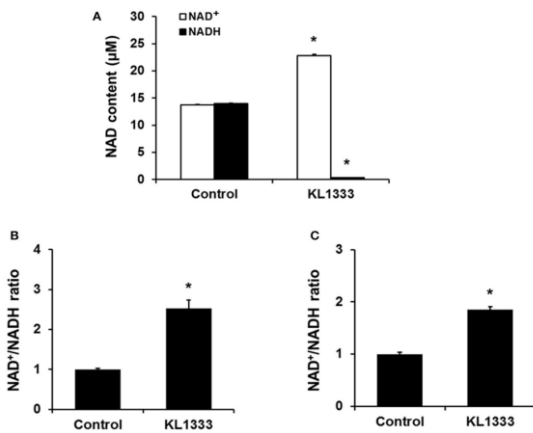 A
NAD content (µM)
30
25
20
15
10
5
0
NAD⁺
NADH
*
*
Control
KL1333
B
NAD⁺/NADH ratio
4
3
2
1
0
*
Control
KL1333
C
NAD⁺/NADH ratio
3
2
1
0
*
Control
KL1333